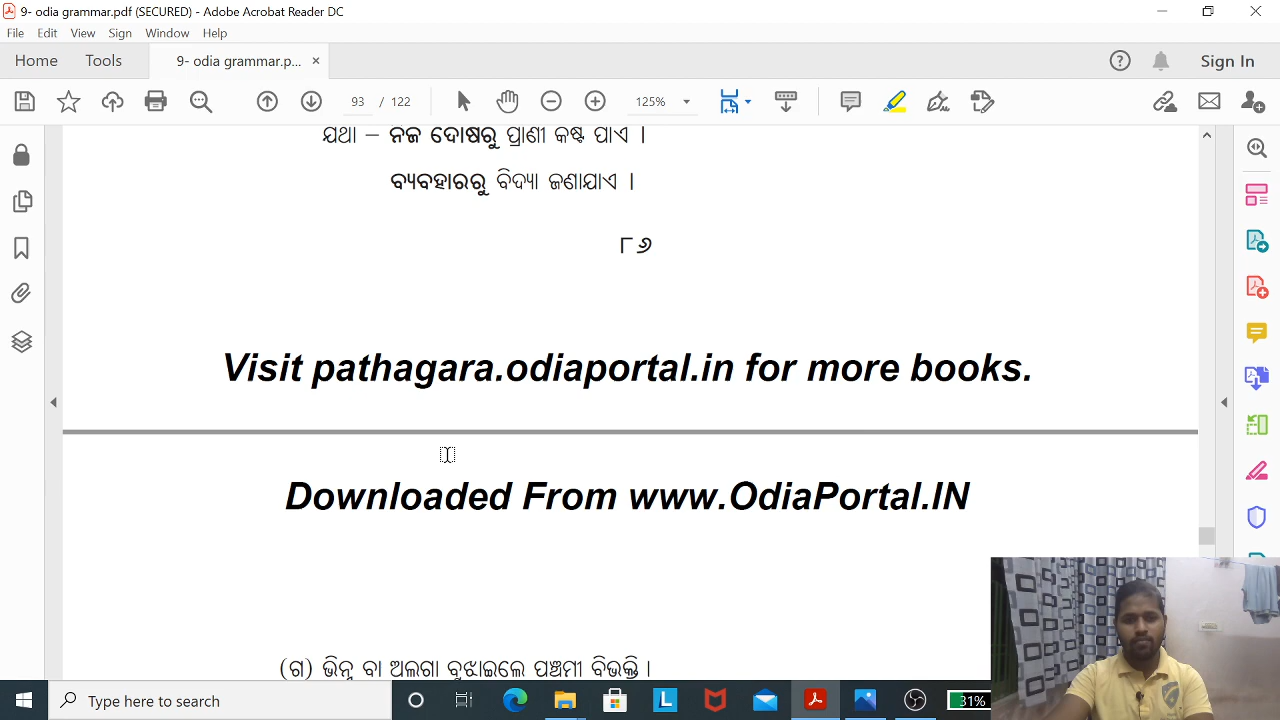 9- odia grammar.pdf (SECURED) - Adobe Acrobat Reader DC
File Edit View Sign Window Help
Home Tools 9- odia grammar.p... × Sign In
93 / 122 125%
ଯଥା – ନିଜ ଦୋଷରୁ ପ୍ରାଣୀ କଷ୍ଟ ପାଏ ।
ବ୍ୟବହାରରୁ ବିଦ୍ୟା ଜଣାଯାଏ ।
୮୬
Visit pathagara.odiaportal.in for more books.
Downloaded From www.OdiaPortal.IN
(ଗ) ଭିନ୍ନ ବା ଅଲଗା ବୁଝାଇଲେ ପଞ୍ଚମୀ ବିଭକ୍ତି ।
Type here to search 31%